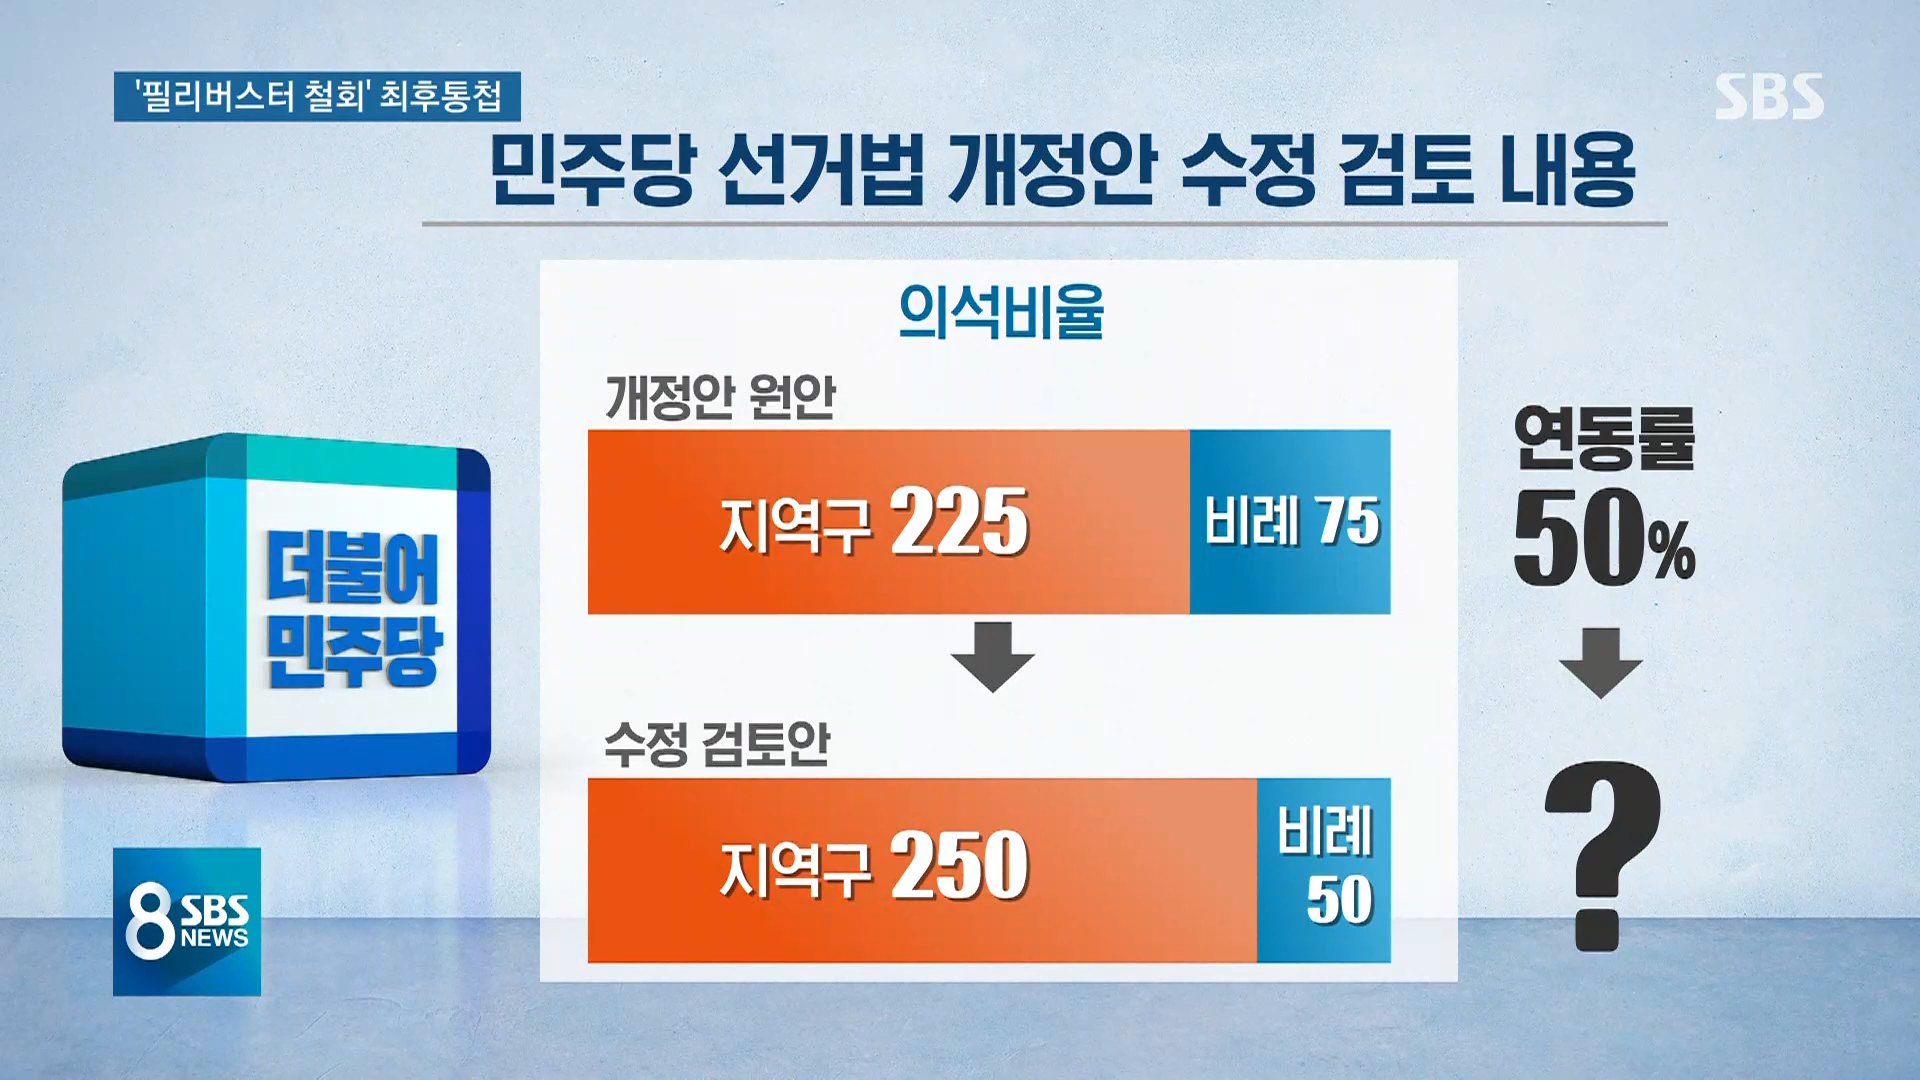 '필리버스터 철회' 최후통첩
SBS
민주당 선거법 개정안 수정 검토 내용
의석비율
개정안 원안
지역구 225
비례 75
연동률
50%
더불어
민주당
수정 검토안
지역구 250
비례
50
?
8 SBS
NEWS